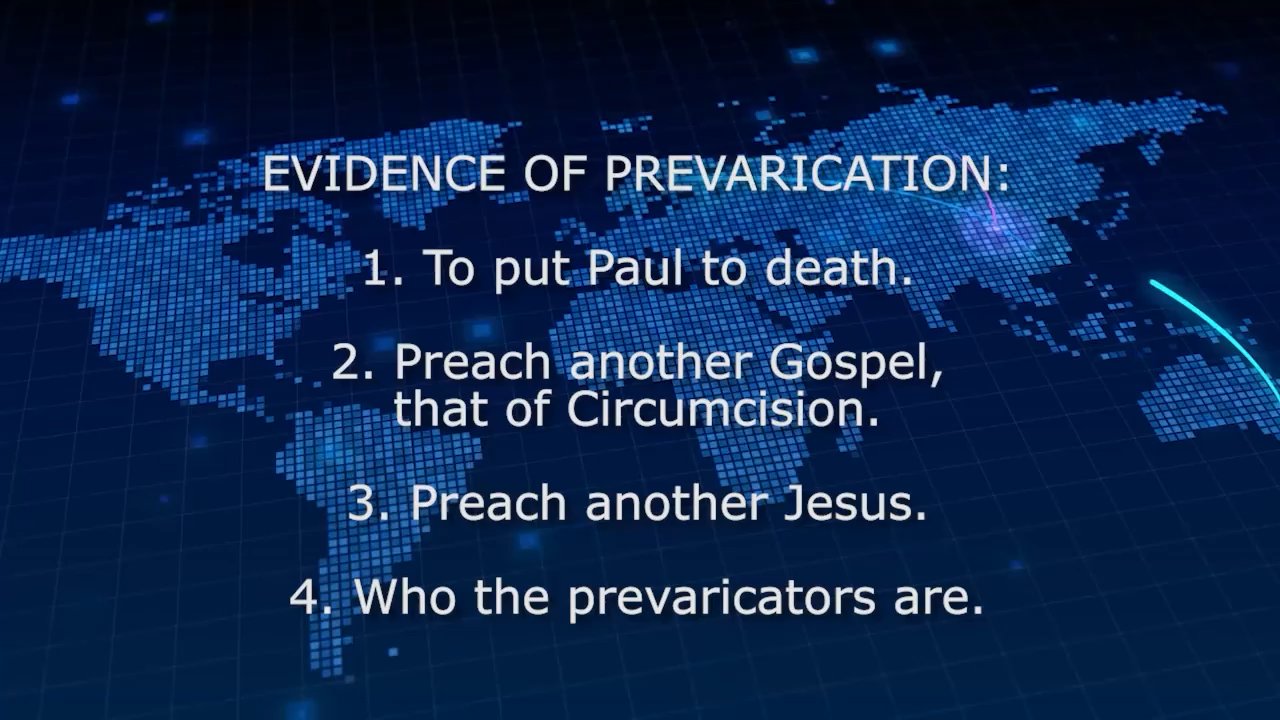 EVIDENCE OF PREVARICATION:
1. To put Paul to death.
2. Preach another Gospel,
that of Circumcision.
3. Preach another Jesus.
4. Who the prevaricators are.